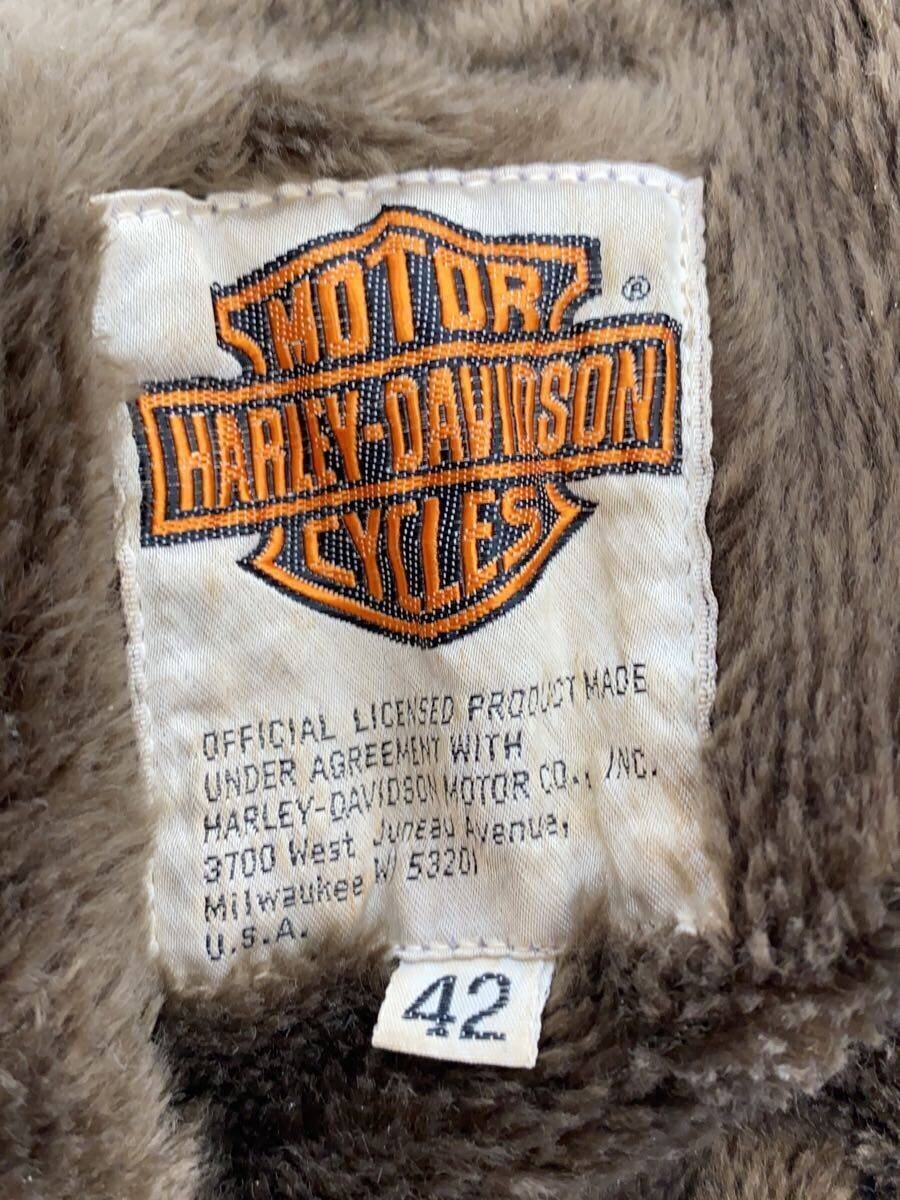 MOTOR
®
HARLEY-DAVIDSON
CYCLES
OFFICIAL LICENSED PRODUCT MADE
UNDER AGREEMENT WITH
HARLEY-DAVIDSON MOTOR CO., INC.
3700 West Juneau Avenue,
Milwaukee WI 53201
U.S.A.
42